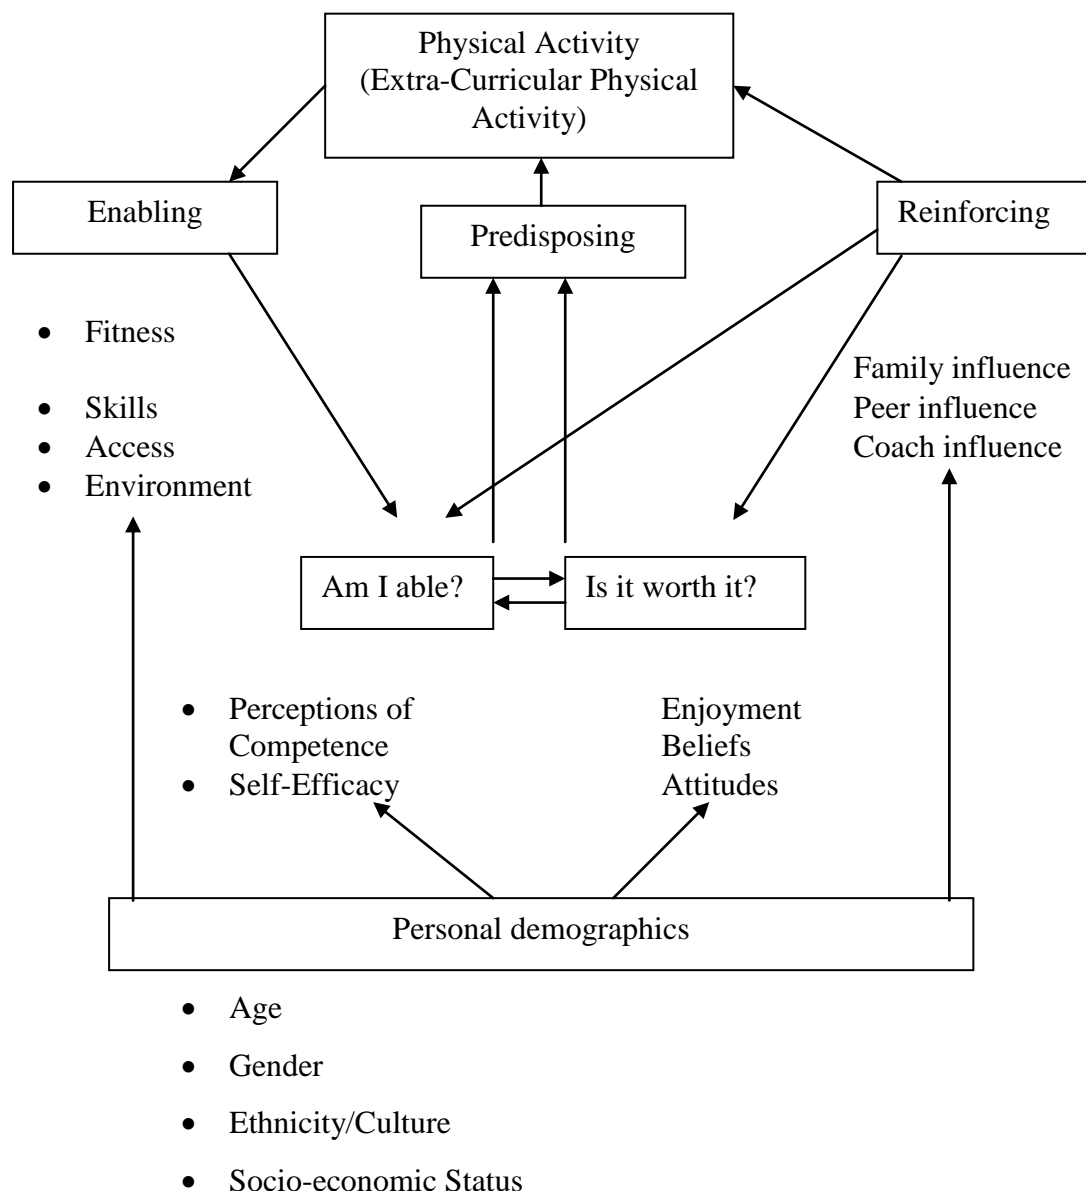 Physical Activity
(Extra-Curricular Physical
Activity)
Enabling
Predisposing
Reinforcing
• Fitness
• Skills
• Access
• Environment
Family influence
Peer influence
Coach influence
Am I able?
Is it worth it?
• Perceptions of
Competence
• Self-Efficacy
Enjoyment
Beliefs
Attitudes
Personal demographics
• Age
• Gender
• Ethnicity/Culture
• Socio-economic Status